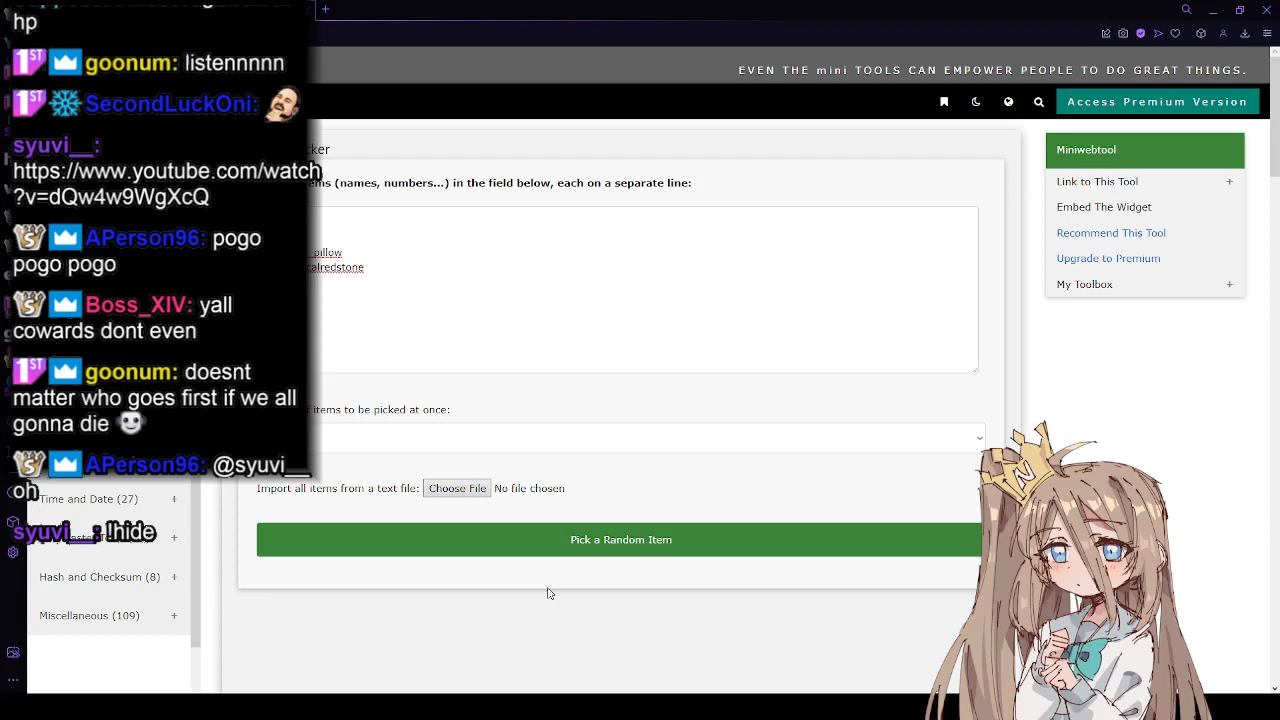 hp
goonum: listennnnn
SecondLuckOni:
syuvi__:
https://www.youtube.com/watch
?v=dQw4w9WgXcQ
APerson96: pogo
pogo pogo
Boss_XIV: yall
cowards dont even
goonum: doesnt
matter who goes first if we all
gonna die
APerson96: @syuvi__
oh
syuvi__: !hide
EVEN THE mini TOOLS CAN EMPOWER PEOPLE TO DO GREAT THINGS.
Access Premium Version
(names, numbers...) in the field below, each on a separate line:
pillow
items to be picked at once:
Import all items from a text file: Choose File No file chosen
Pick a Random Item
Time and Date (27) +
+
Hash and Checksum (8) +
Miscellaneous (109) +
Miniwebtool
Link to This Tool +
Embed The Widget
Recommend This Tool
Upgrade to Premium
My Toolbox +
N